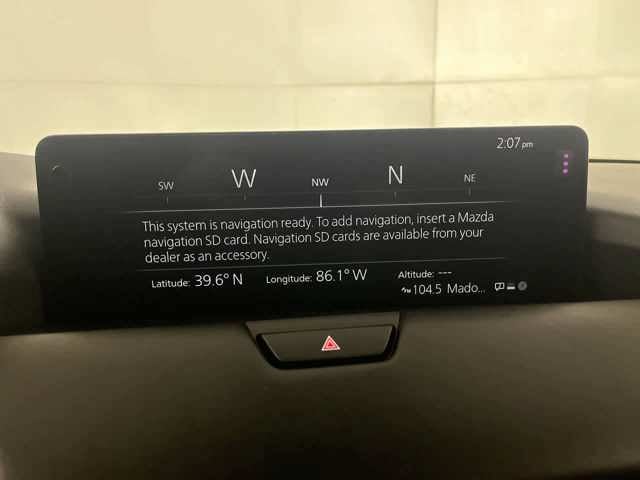 2:07 pm
SW W NW N NE
This system is navigation ready. To add navigation, insert a Mazda
navigation SD card. Navigation SD cards are available from your
dealer as an accessory.
Latitude: 39.6° N Longitude: 86.1° W Altitude: ---
104.5 Mado...